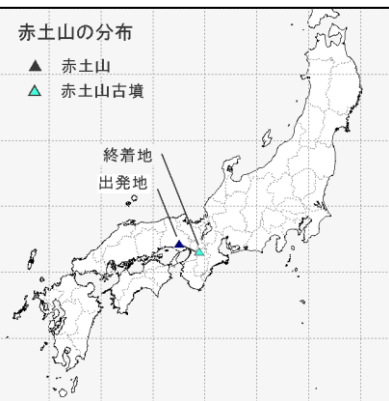 赤土山の分布
▲ 赤土山
△ 赤土山古墳
終着地
出発地